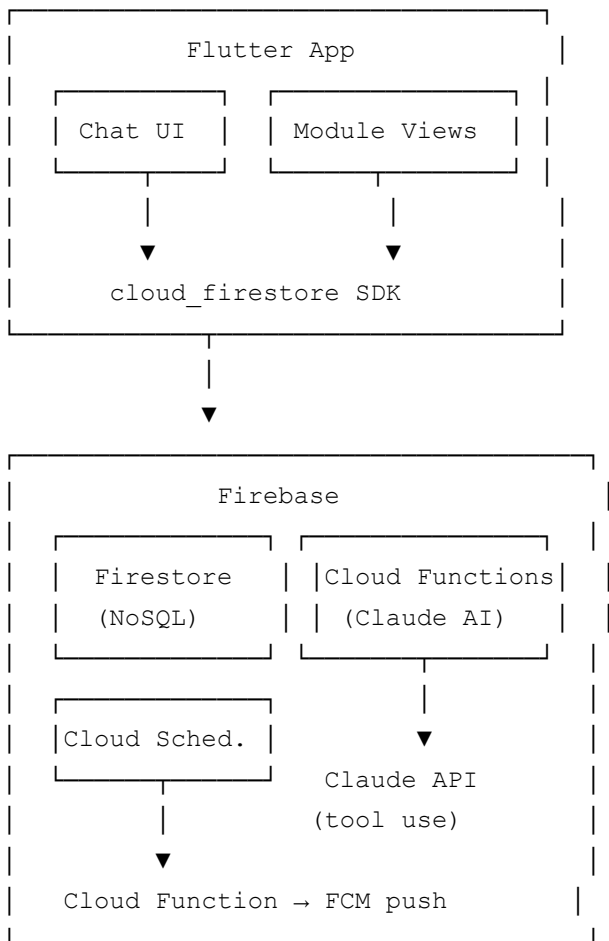 Flutter App
Chat UI Module Views
cloud_firestore SDK
Firebase
Firestore Cloud Functions
(NoSQL) (Claude AI)
Cloud Sched.
Claude API
(tool use)
Cloud Function → FCM push